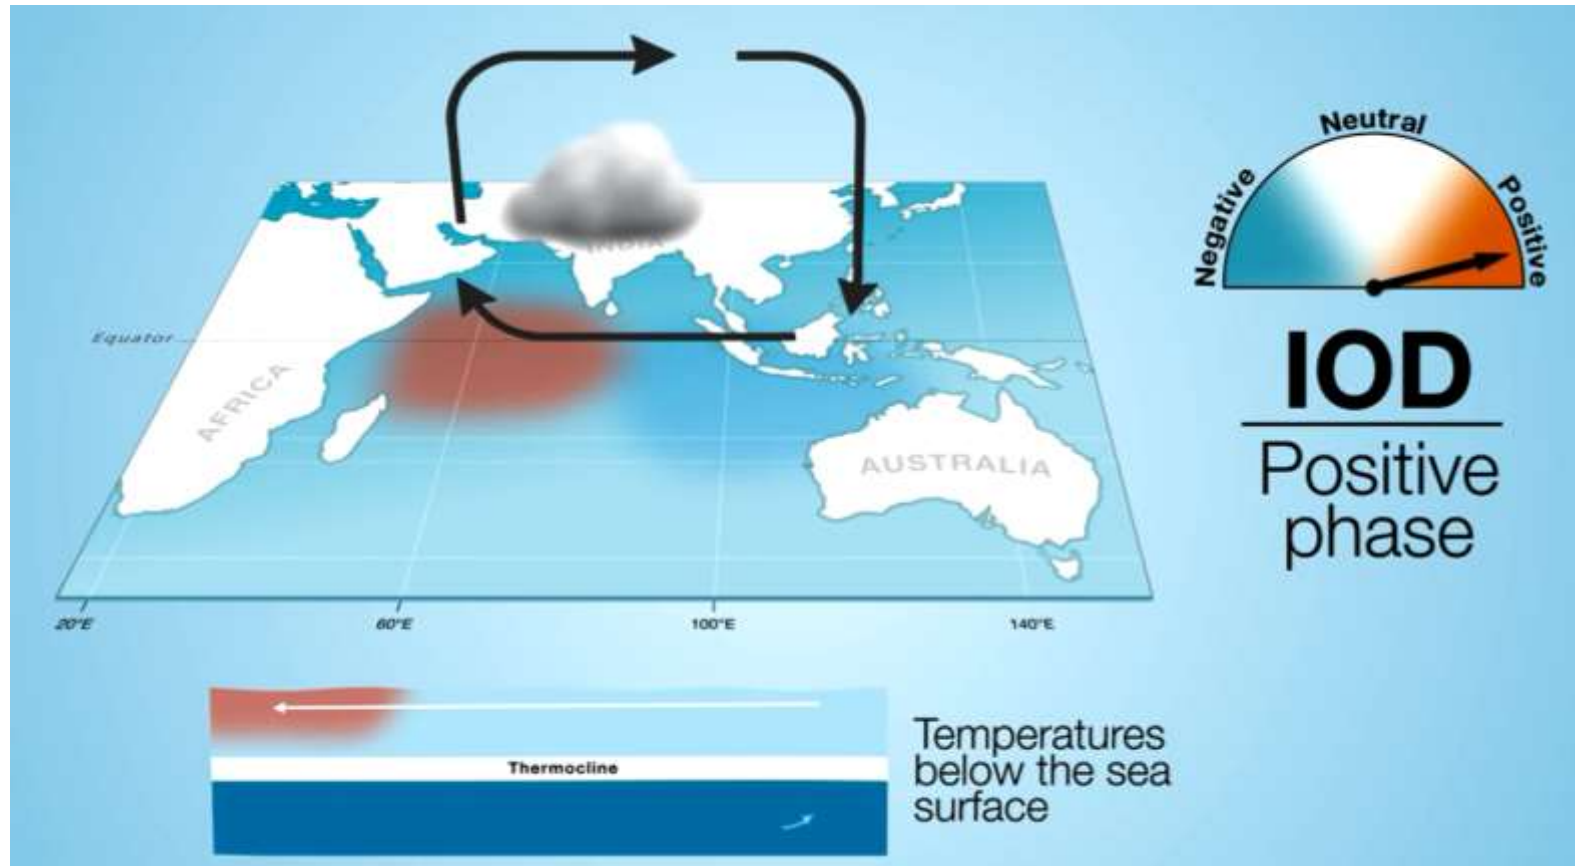 Neutral
Negative
Positive
INDIA
Equator
AFRICA
AUSTRALIA
IOD
Positive
phase
20°E
60°E
100°E
140°E
Thermocline
Temperatures
below the sea
surface